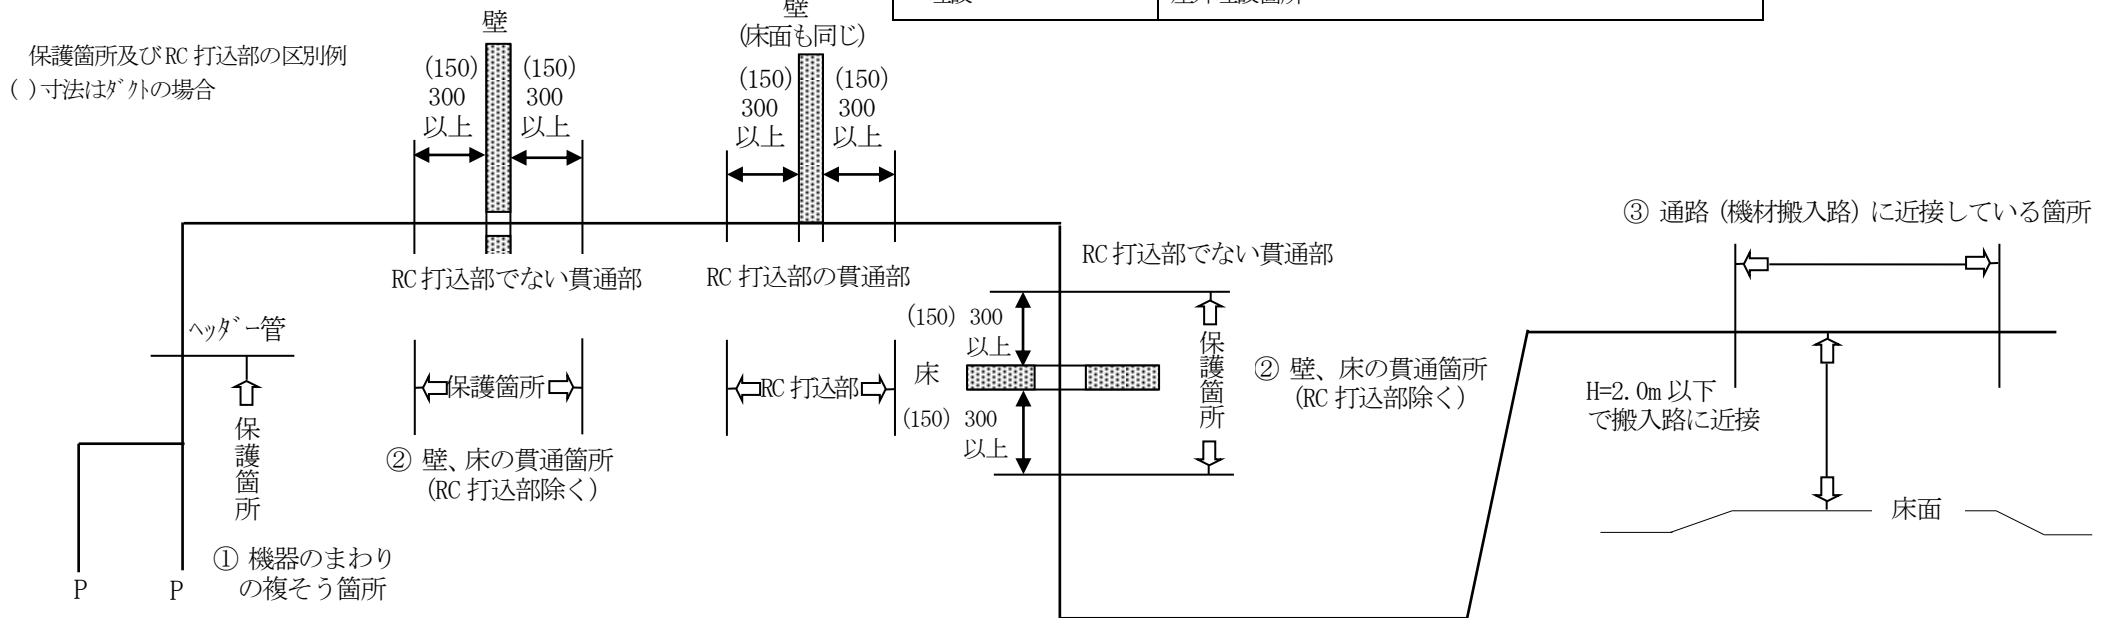 保護箇所及びRC打込部の区別例
( )寸法はダクトの場合
壁
(150)
300
以上
(150)
300
以上
壁
(床面も同じ)
(150)
300
以上
(150)
300
以上
RC打込部でない貫通部
RC打込部の貫通部
RC打込部でない貫通部
③ 通路(機材搬入路)に近接している箇所
ヘッダー管
保護箇所
① 機器のまわり
の複そう箇所
P
P
保護箇所
② 壁、床の貫通箇所
(RC打込部除く)
RC打込部
(150) 300
以上
床
(150) 300
以上
保護箇所
② 壁、床の貫通箇所
(RC打込部除く)
H=2.0m以下
で搬入路に近接
床面